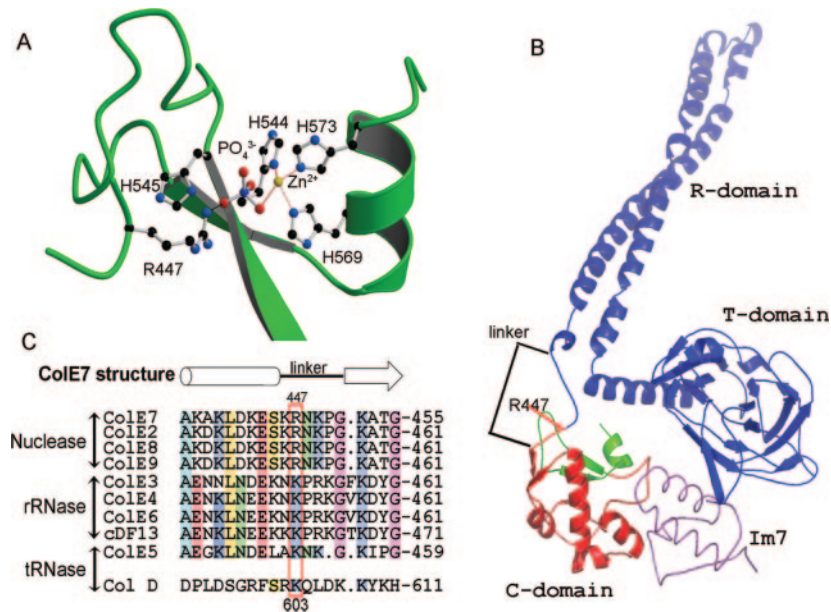 A
H544
H573
PO₄³⁻
H545
Zn²⁺
R447
H569
B
R-domain
T-domain
linker
R447
Im7
C-domain
C
ColE7 structure
linker
447
Nuclease
ColE7 AKAKLDKESKRNKPG.KATG-455
ColE2 AKDKLDKESKRNKPG.KATG-461
ColE8 AKDKLDKESKRNKPG.KATG-461
ColE9 AKDKLDKESKRNKPG.KATG-461
rRNase
ColE3 AENNLNDEKNKPRKGFKDYG-461
ColE4 AENKLNEEKNKPRKGVKDYG-461
ColE6 AENKLNEEKNKPRKGVKDYG-461
cDF13 AENKLNEEKNKPRKGTKDYG-471
tRNase
ColE5 AEGKLNDELAKNK.G.KIPG-459
Col D DPLDSGRFSRKQLDK.KYKH-611
603